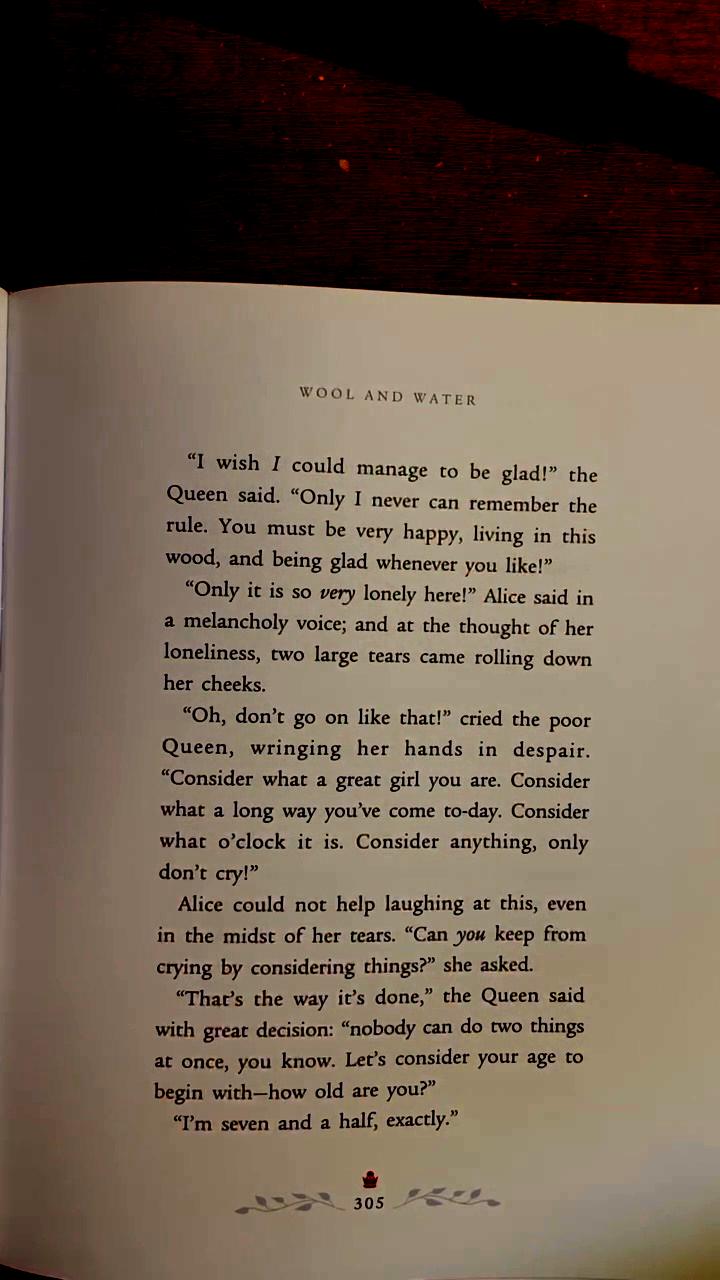 WOOL AND WATER
“I wish I could manage to be glad!” the
Queen said. “Only I never can remember the
rule. You must be very happy, living in this
wood, and being glad whenever you like!”
“Only it is so very lonely here!” Alice said in
a melancholy voice; and at the thought of her
loneliness, two large tears came rolling down
her cheeks.
“Oh, don’t go on like that!” cried the poor
Queen, wringing her hands in despair.
“Consider what a great girl you are. Consider
what a long way you’ve come to-day. Consider
what o’clock it is. Consider anything, only
don’t cry!”
Alice could not help laughing at this, even
in the midst of her tears. “Can you keep from
crying by considering things?” she asked.
“That’s the way it’s done,” the Queen said
with great decision: “nobody can do two things
at once, you know. Let’s consider your age to
begin with—how old are you?”
“I’m seven and a half, exactly.”
305